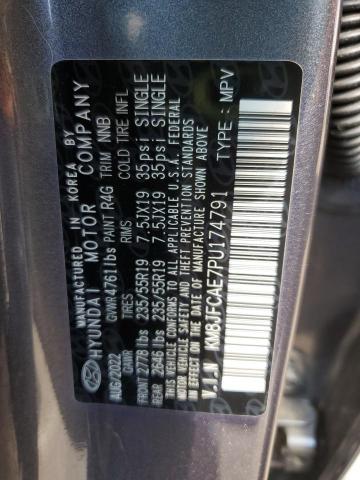 MANUFACTURED IN KOREA BY
HYUNDAI MOTOR COMPANY
AUG/2022 GVWR4761lbs PAINT R4G TRIM NNB
GAWR TIRES RIMS COLD TIRE INFL
FRONT 2778 lbs 235/55R19 7.5JX19 35psi SINGLE
REAR 2646 lbs 235/55R19 7.5JX19 35psi SINGLE
THIS VEHICLE CONFORMS TO ALL APPLICABLE U.S.A. FEDERAL
MOTOR VEHICLE SAFETY AND THEFT PREVENTION STANDARDS
IN EFFECT ON THE DATE OF MANUFACTURE SHOWN ABOVE
V.I.N KM8JFCAE7PU174791 TYPE: MPV